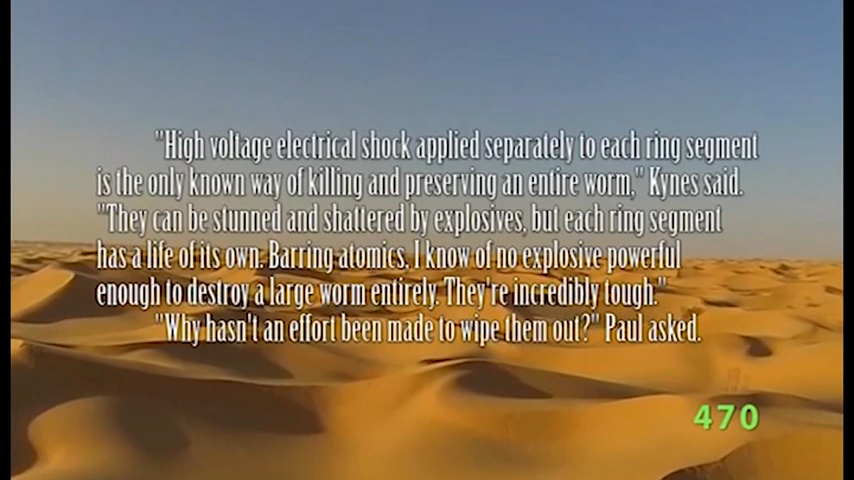 "High voltage electrical shock applied separately to each ring segment
is the only known way of killing and preserving an entire worm," Kynes said.
"They can be stunned and shattered by explosives, but each ring segment
has a life of its own. Barring atomics, I know of no explosive powerful
enough to destroy a large worm entirely. They're incredibly tough."
"Why hasn't an effort been made to wipe them out?" Paul asked.
470